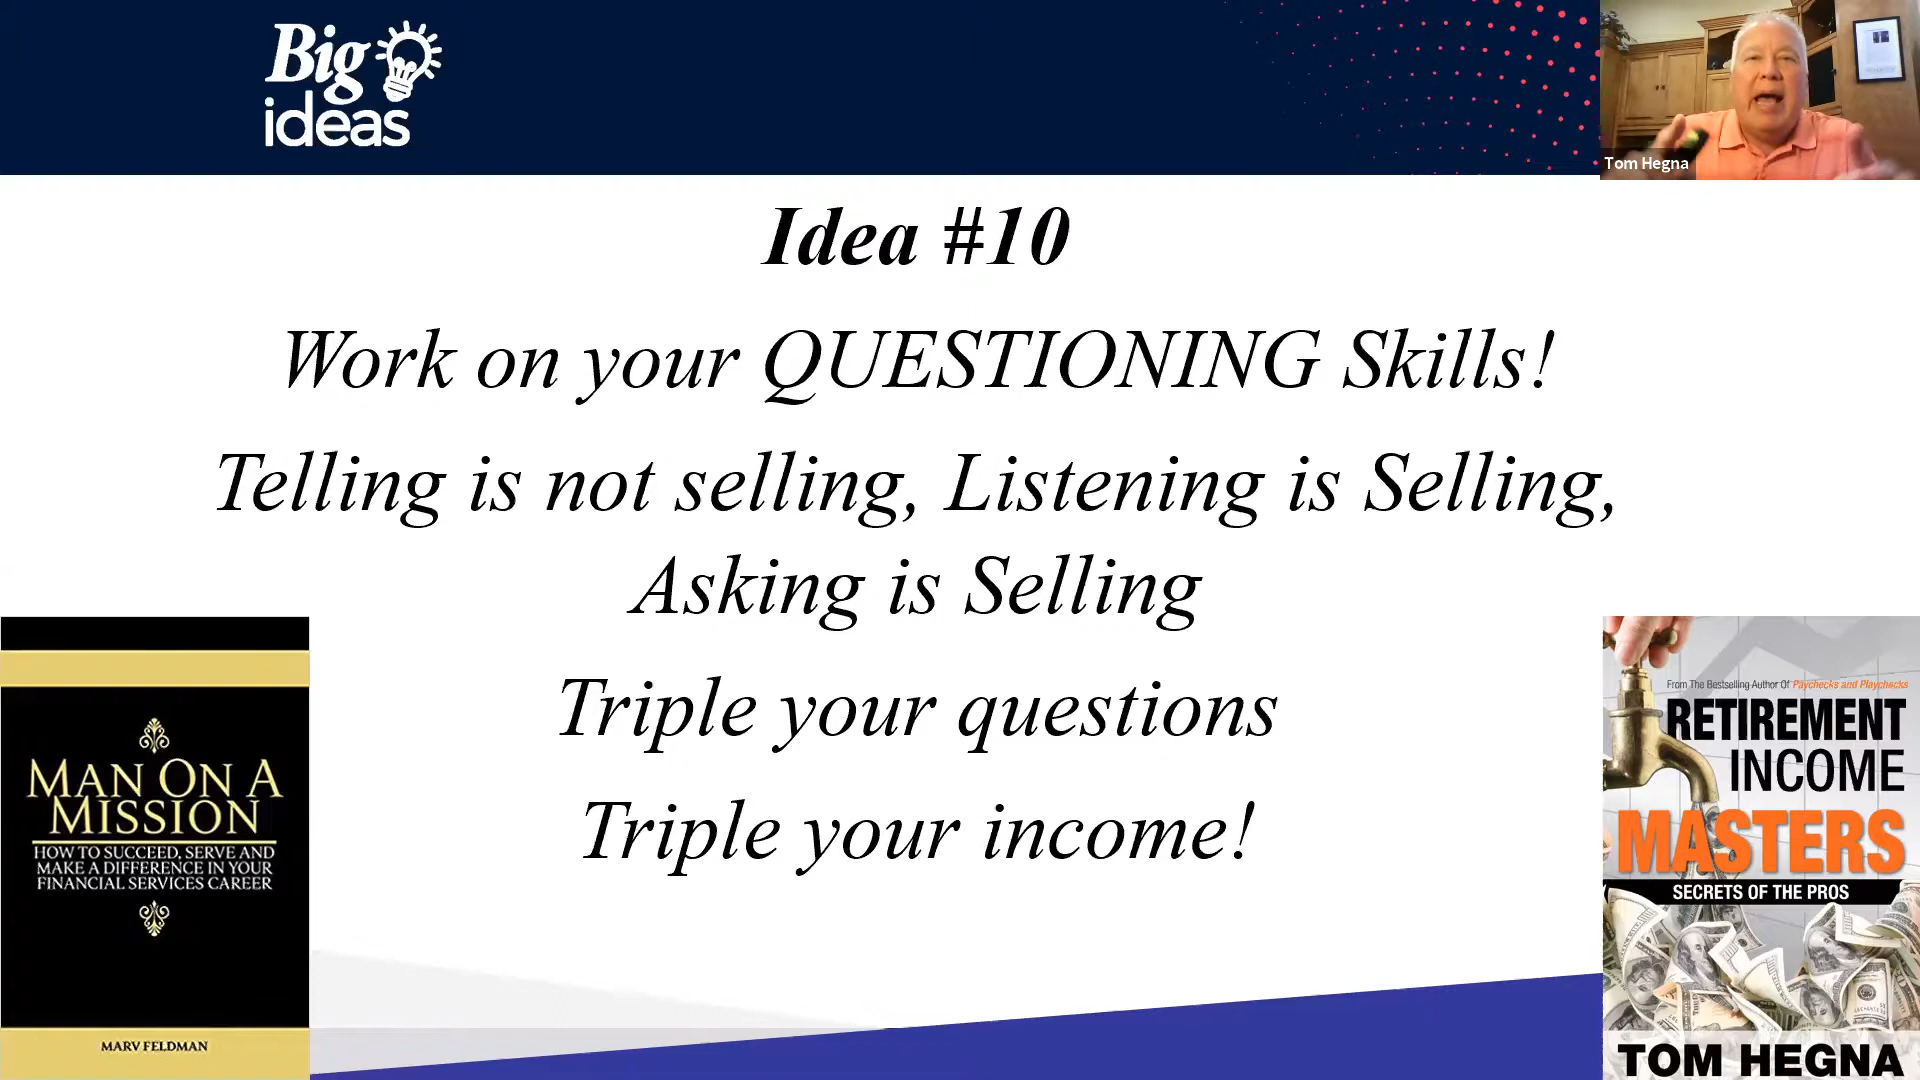 Big
ideas
Tom Hegna
Idea #10
Work on your QUESTIONING Skills!
Telling is not selling, Listening is Selling,
Asking is Selling
Triple your questions
Triple your income!
MAN ON A
MISSION
HOW TO SUCCEED, SERVE AND
MAKE A DIFFERENCE IN YOUR
FINANCIAL SERVICES CAREER
MARV FELDMAN
From The Bestselling Author Of Paychecks and Playchecks
RETIREMENT
INCOME
MASTERS
SECRETS OF THE PROS
TOM HEGNA